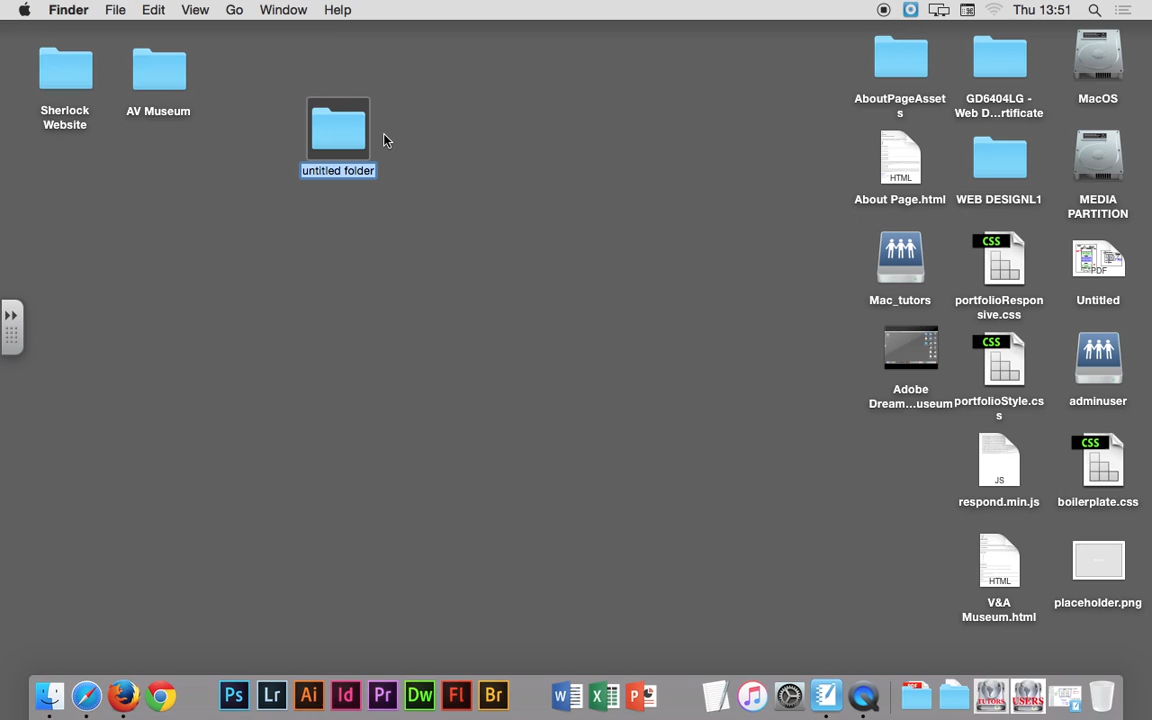 Finder File Edit View Go Window Help
Thu 13:51
Sherlock
Website
AV Museum
untitled folder
AboutPageAsset
s
GD6404LG -
Web D...rtificate
MacOS
HTML
About Page.html
WEB DESIGNL1
MEDIA
PARTITION
Mac_tutors
CSS
portfolioRespon
sive.css
PDF
Untitled
Adobe
Dream...useum
CSS
portfolioStyle.cs
s
adminuser
JS
respond.min.js
CSS
boilerplate.css
HTML
V&A
Museum.html
placeholder.png
Ps Lr Ai Id Pr Dw Fl Br
W X P
PDF
TUTORS
USERS